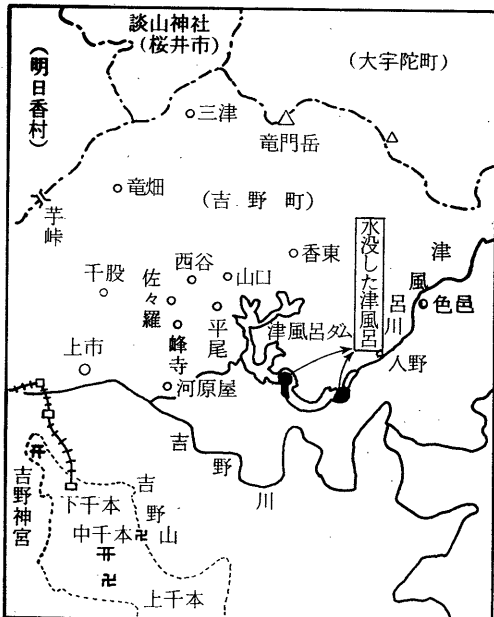 談山神社
(桜井市)
(明日香村)
(大宇陀町)
三津
竜門岳
竜畑
(吉野町)
芋峠
香東
水没した津風呂
津風呂川
色邑
千股
西谷
山口
佐々羅
平尾
津風呂ダム
峰寺
入野
上市
河原屋
吉野川
吉野神宮
下千本
吉野山
中千本
上千本